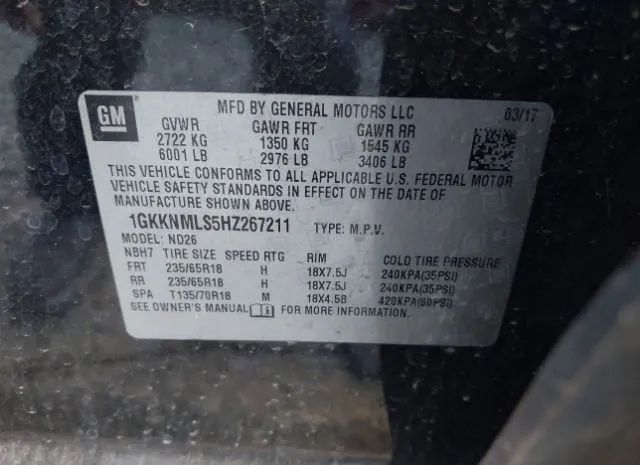 GM
MFD BY GENERAL MOTORS LLC 03/17
GVWR GAWR FRT GAWR RR
2722 KG 1350 KG 1545 KG
6001 LB 2976 LB 3406 LB
THIS VEHICLE CONFORMS TO ALL APPLICABLE U.S. FEDERAL MOTOR
VEHICLE SAFETY STANDARDS IN EFFECT ON THE DATE OF
MANUFACTURE SHOWN ABOVE.
1GKKNMLS5HZ267211 TYPE: M.P.V.
MODEL: ND26
NBH7 TIRE SIZE SPEED RTG RIM COLD TIRE PRESSURE
FRT 235/65R18 H 18X7.5J 240KPA(35PSI)
RR 235/65R18 H 18X7.5J 240KPA(35PSI)
SPA T135/70R18 M 18X4.5B 420KPA(60PSI)
SEE OWNER'S MANUAL FOR MORE INFORMATION.